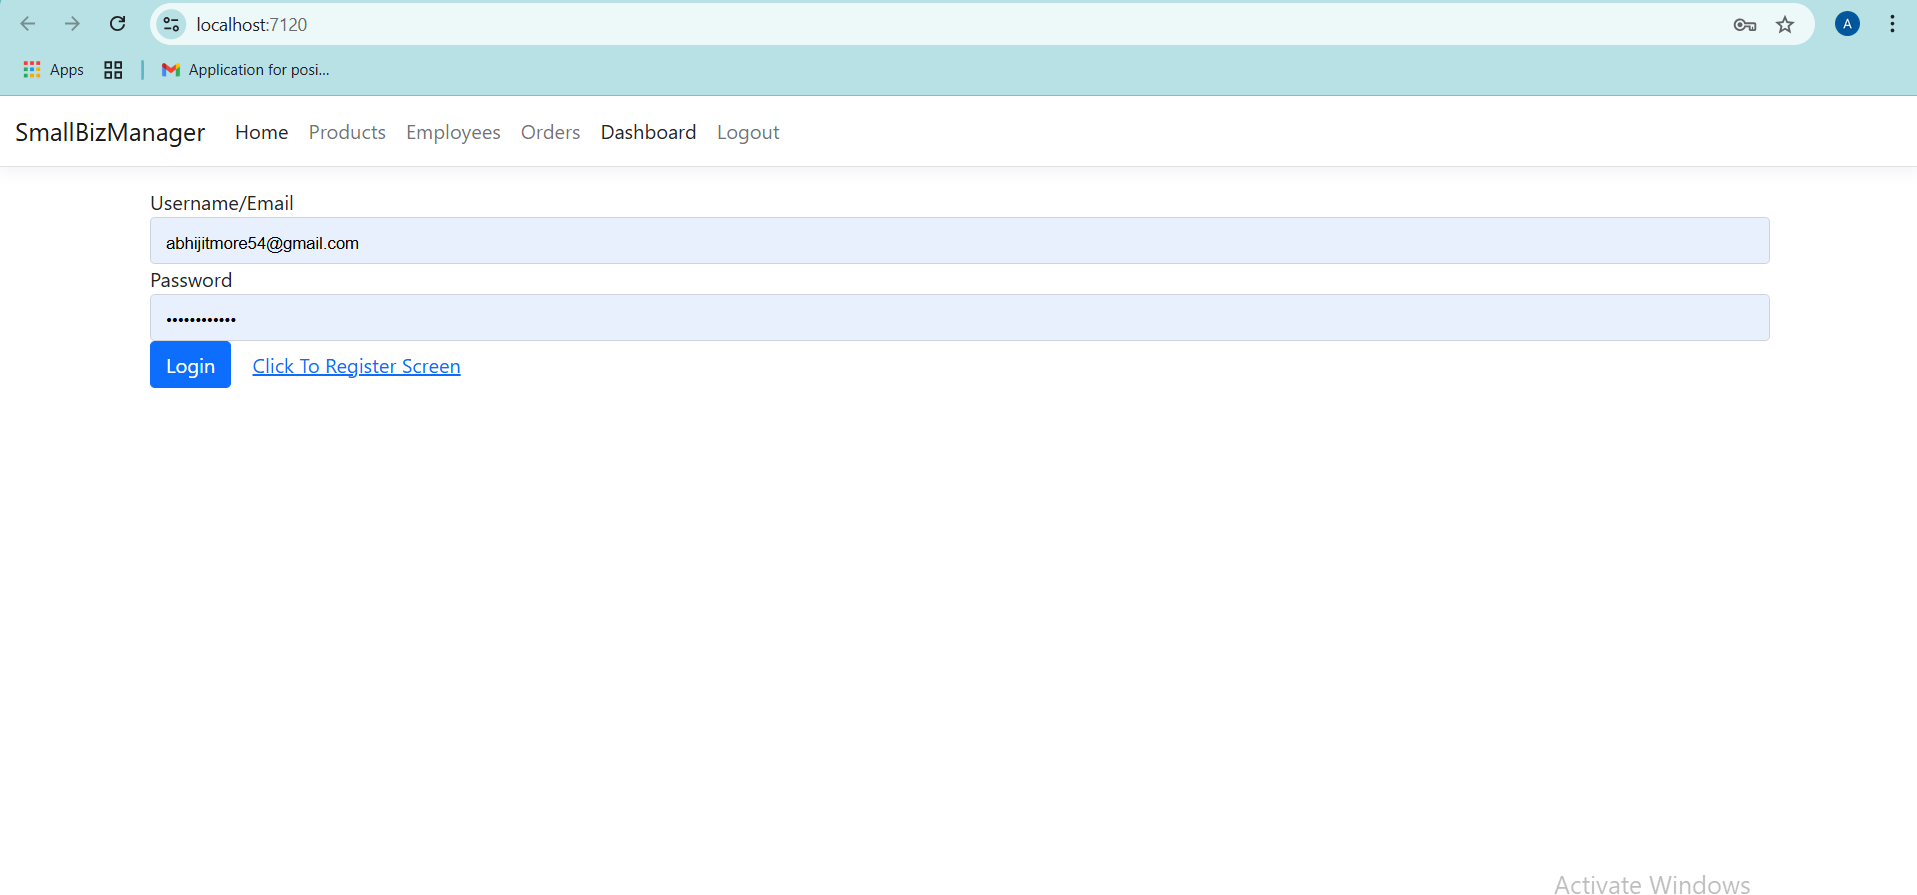 localhost:7120
A
Apps
Application for posi...
SmallBizManager Home Products Employees Orders Dashboard Logout
Username/Email
abhijitmore54@gmail.com
Password
••••••••••••
Login Click To Register Screen
Activate Windows